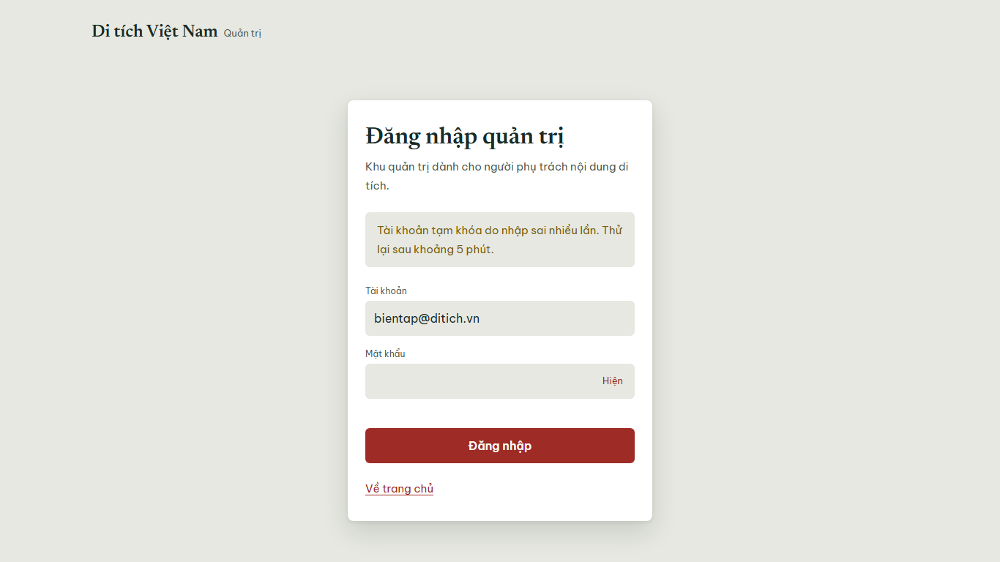 Di tích Việt Nam Quản trị
Đăng nhập quản trị
Khu quản trị dành cho người phụ trách nội dung di
tích.
Tài khoản tạm khóa do nhập sai nhiều lần. Thử
lại sau khoảng 5 phút.
Tài khoản
bientap@ditich.vn
Mật khẩu
Hiện
Đăng nhập
Về trang chủ